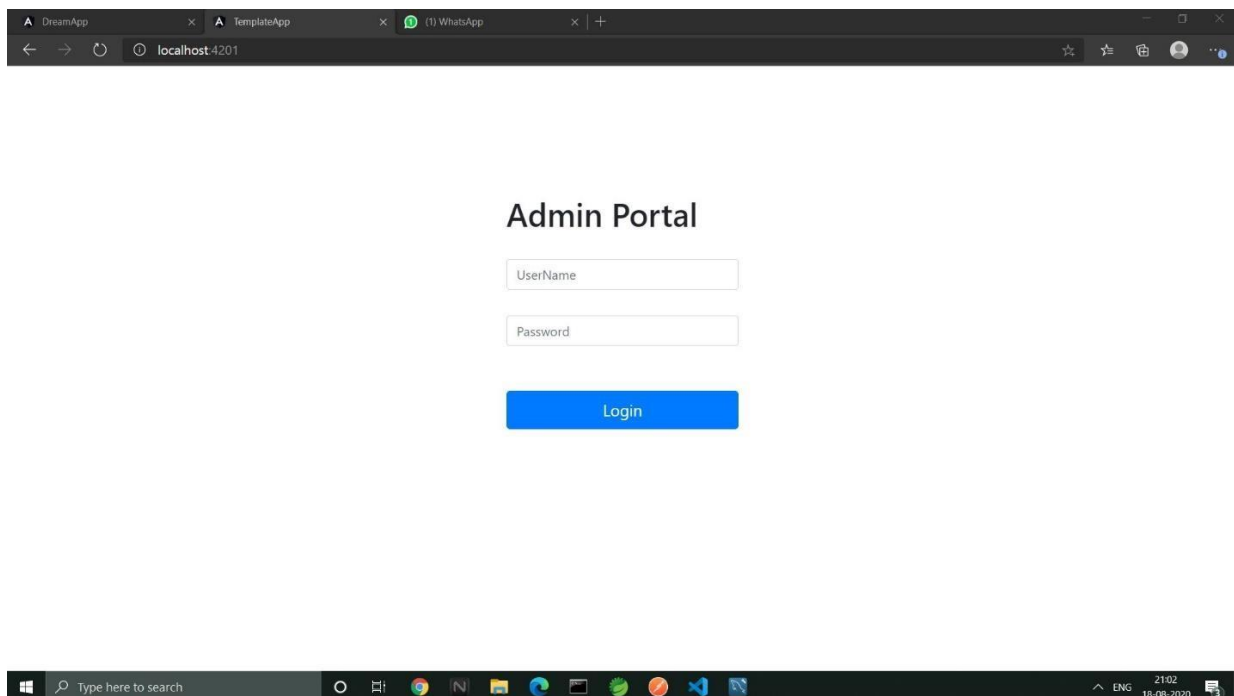 DreamApp
TemplateApp
(1) WhatsApp
localhost:4201
Admin Portal
UserName
Password
Login
Type here to search
ENG
21:02
18-08-2020